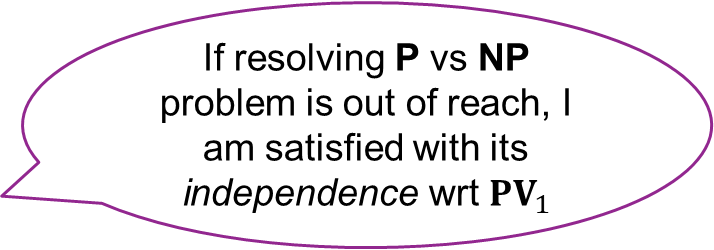 If resolving P vs NP
problem is out of reach, I
am satisfied with its
independence wrt PV₁